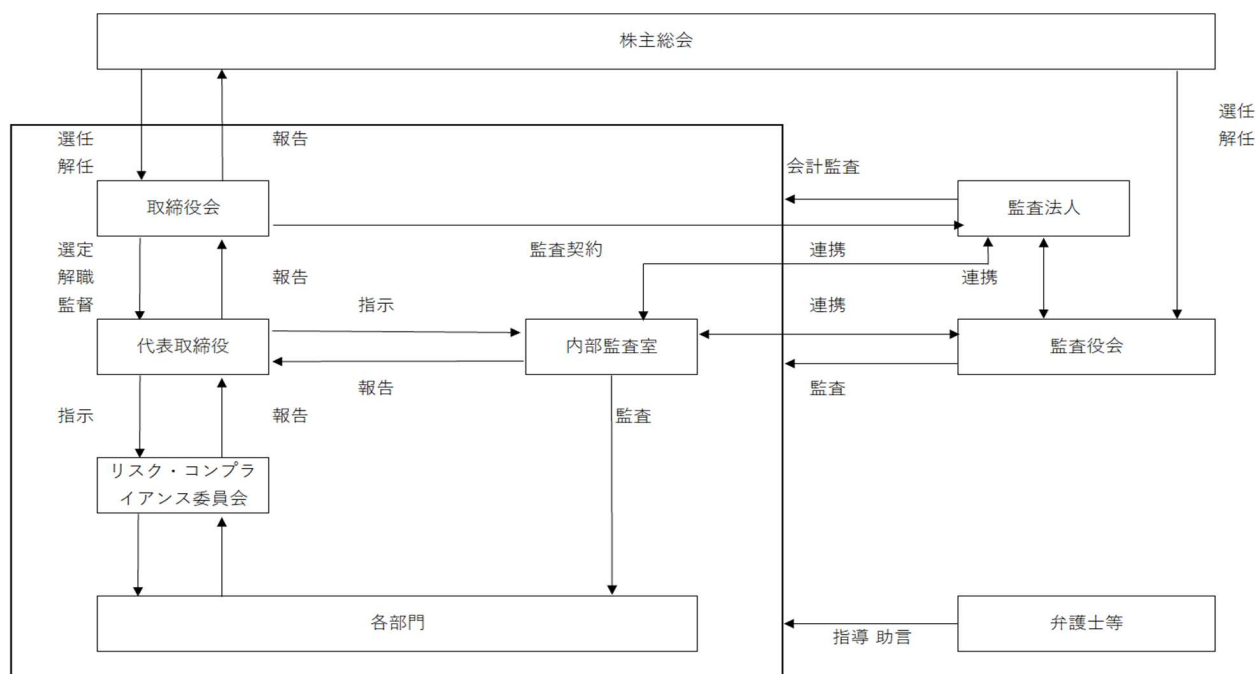 株主総会
選任
解任
報告
選任
解任
会計監査
取締役会
監査法人
監査契約
連携
連携
選定
解職
監督
報告
指示
連携
代表取締役
内部監査室
監査役会
報告
監査
指示
報告
監査
リスク・コンプラ
イアンス委員会
各部門
弁護士等
指導 助言